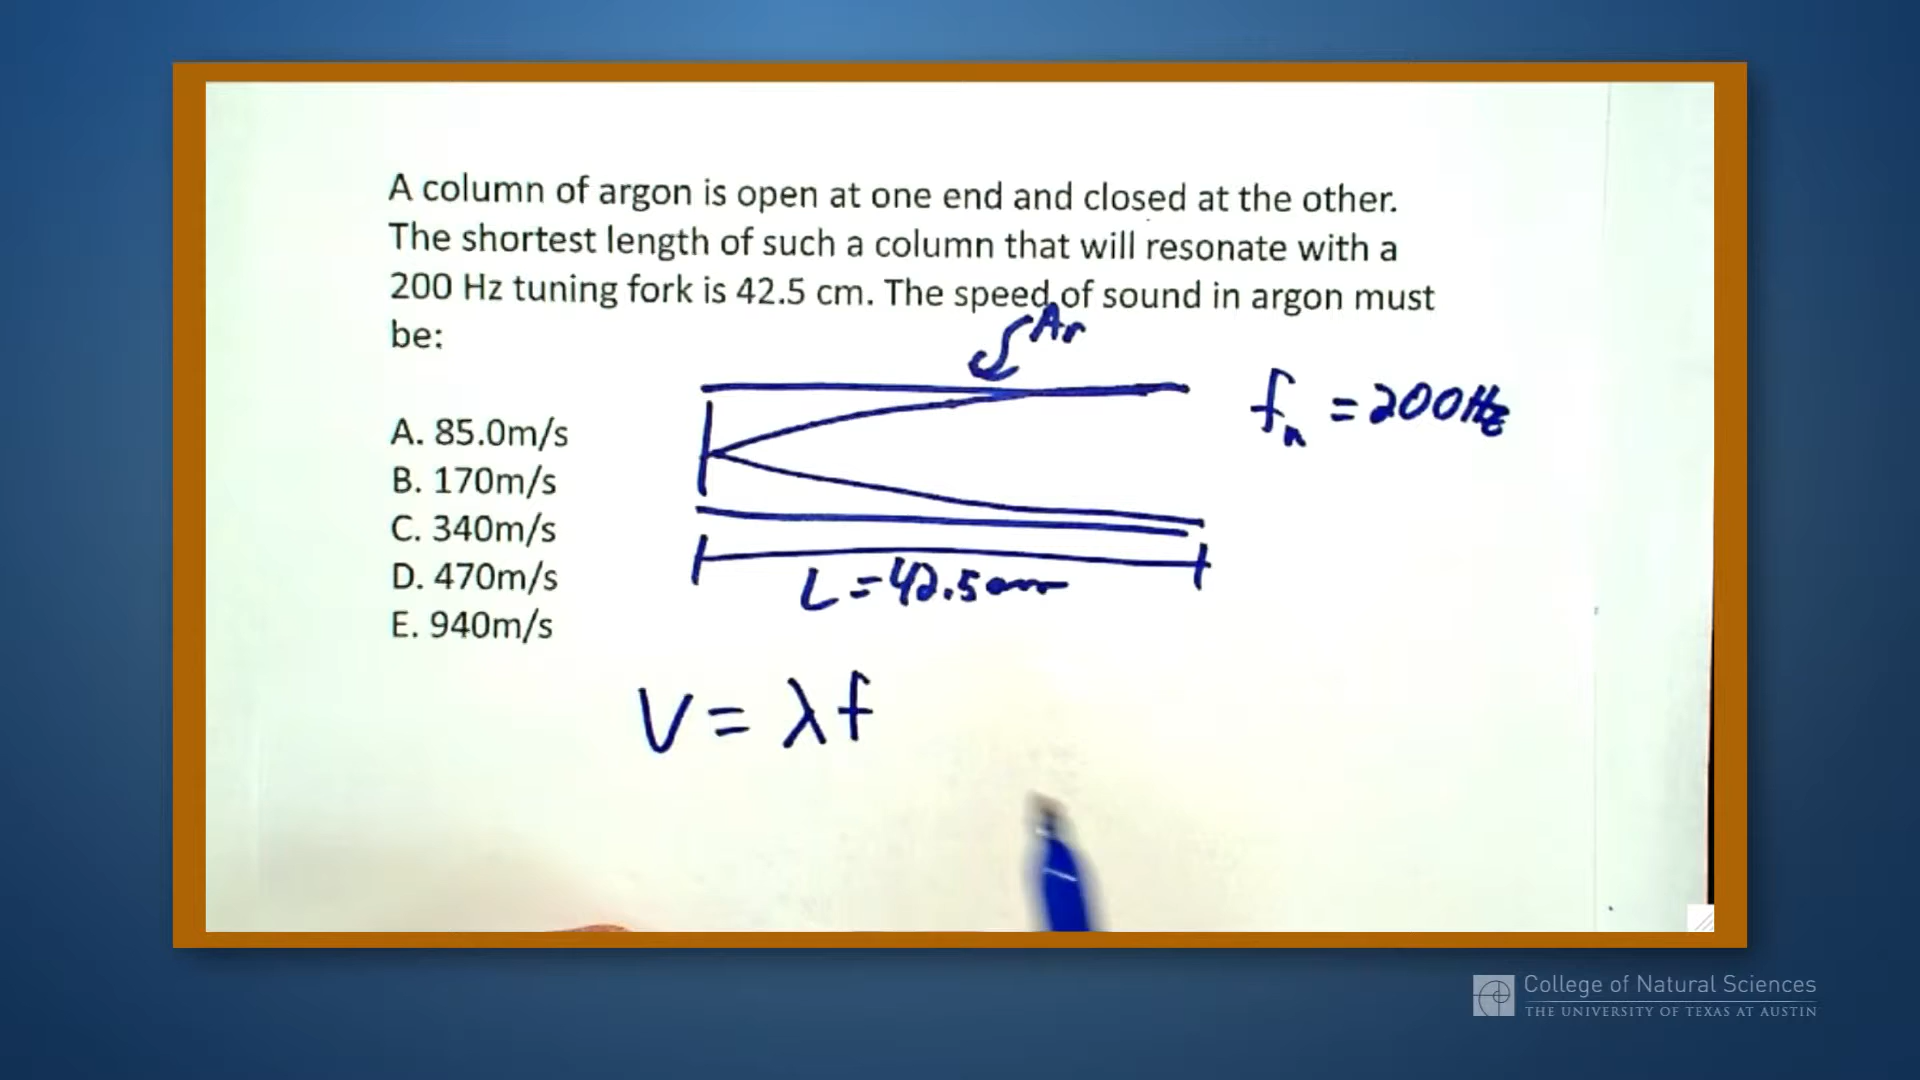 A column of argon is open at one end and closed at the other.
The shortest length of such a column that will resonate with a
200 Hz tuning fork is 42.5 cm. The speed of sound in argon must
be:
Ar
fn = 200Hz
A. 85.0m/s
B. 170m/s
C. 340m/s
D. 470m/s
E. 940m/s
L = 42.5cm
V = λf
College of Natural Sciences
THE UNIVERSITY OF TEXAS AT AUSTIN